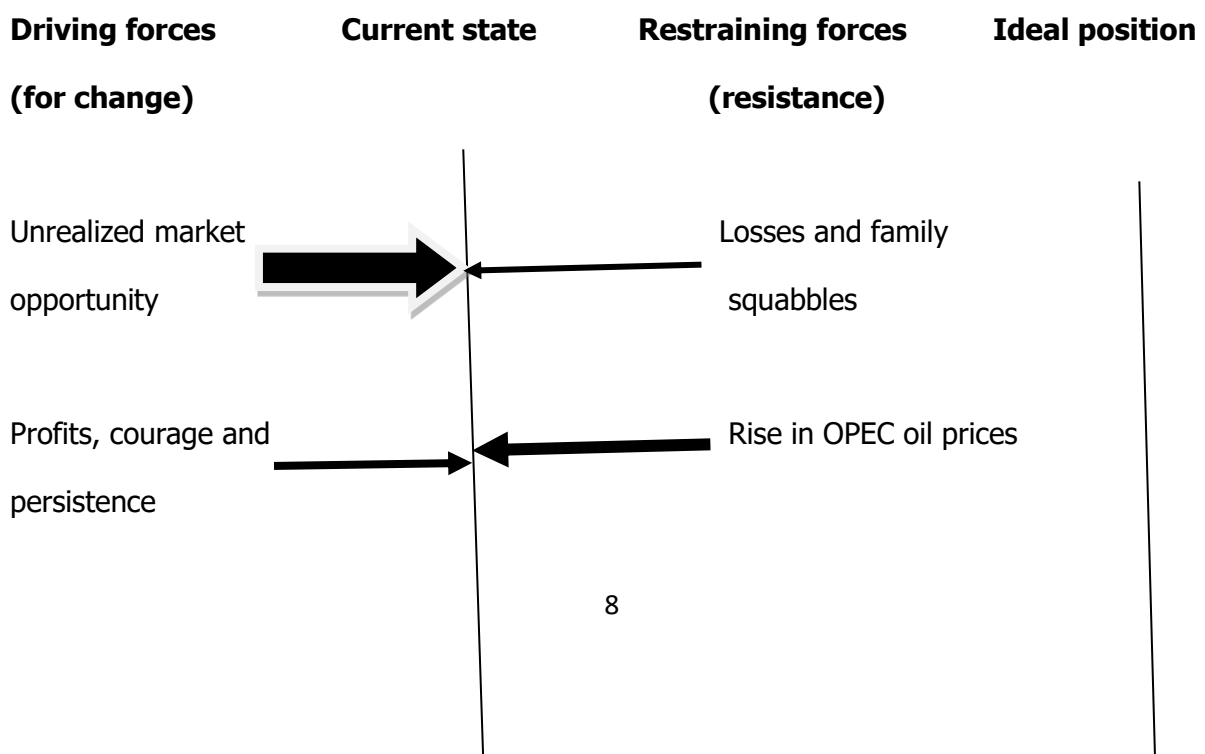 Driving forces Current state Restraining forces Ideal position
(for change) (resistance)
Unrealized market Losses and family
opportunity squabbles
Profits, courage and Rise in OPEC oil prices
persistence
8